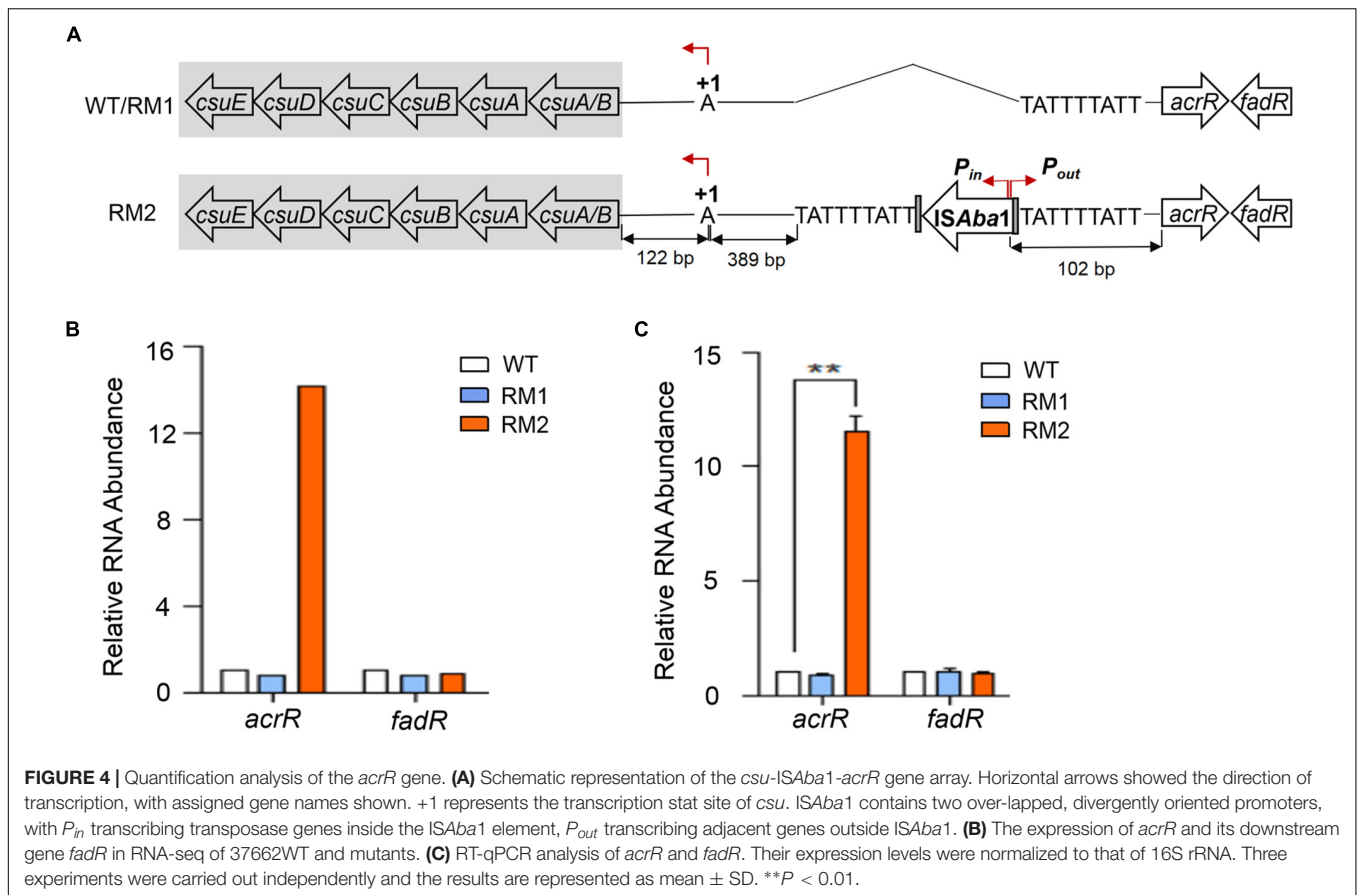 A
WT/RM1
csuE csuD csuC csuB csuA csuA/B
+1
A
TATTTTATT
acrR fadR
RM2
csuE csuD csuC csuB csuA csuA/B
+1
A
TATTTTATT
ISAba1
Pin Pout
TATTTTATT
acrR fadR
122 bp
389 bp
102 bp
B
Relative RNA Abundance
16
12
8
4
0
WT
RM1
RM2
acrR fadR
C
Relative RNA Abundance
15
10
5
0
**
WT
RM1
RM2
acrR fadR
FIGURE 4 | Quantification analysis of the acrR gene. (A) Schematic representation of the csu-ISAba1-acrR gene array. Horizontal arrows showed the direction of
transcription, with assigned gene names shown. +1 represents the transcription stat site of csu. ISAba1 contains two over-lapped, divergently oriented promoters,
with Pin transcribing transposase genes inside the ISAba1 element, Pout transcribing adjacent genes outside ISAba1. (B) The expression of acrR and its downstream
gene fadR in RNA-seq of 37662WT and mutants. (C) RT-qPCR analysis of acrR and fadR. Their expression levels were normalized to that of 16S rRNA. Three
experiments were carried out independently and the results are represented as mean ± SD. **P < 0.01.